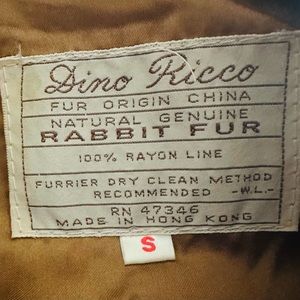 Dino Ricco
FUR ORIGIN CHINA
NATURAL GENUINE
RABBIT FUR
100% RAYON LINE
FURRIER DRY CLEAN METHOD
RECOMMENDED -W.L.-
RN 47346
MADE IN HONG KONG
S